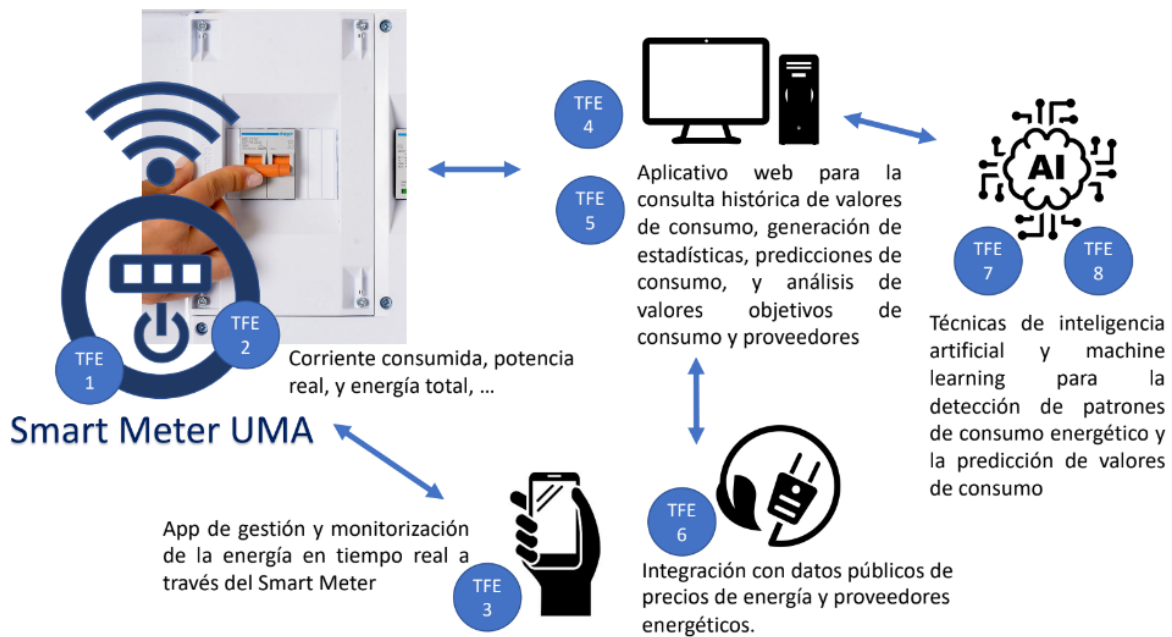 TFE
1
TFE
2
Corriente consumida, potencia
real, y energía total, ...
Smart Meter UMA
App de gestión y monitorización
de la energía en tiempo real a
través del Smart Meter
TFE
3
TFE
4
TFE
5
Aplicativo web para la
consulta histórica de valores
de consumo, generación de
estadísticas, predicciones de
consumo, y análisis de
valores objetivos de
consumo y proveedores
TFE
6
Integración con datos públicos de
precios de energía y proveedores
energéticos.
AI
TFE
7
TFE
8
Técnicas de inteligencia
artificial y machine
learning para la
detección de patrones
de consumo energético y
la predicción de valores
de consumo